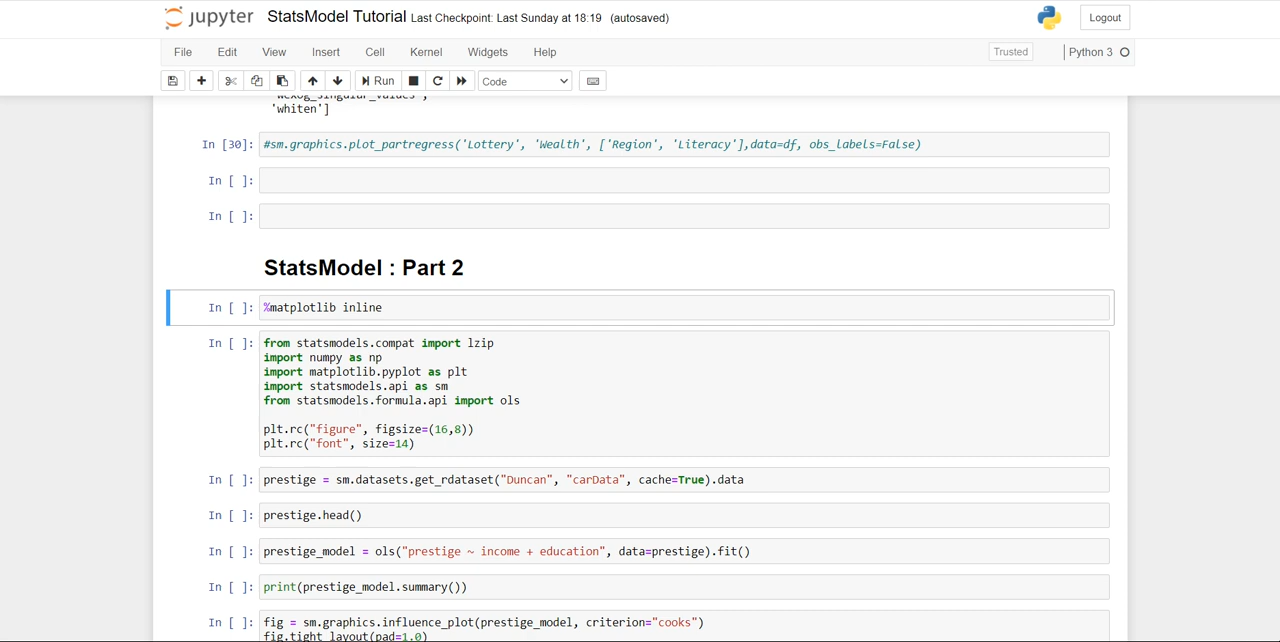 jupyter StatsModel Tutorial Last Checkpoint: Last Sunday at 18:19 (autosaved) Logout
File Edit View Insert Cell Kernel Widgets Help Trusted Python 3
Run Code
'whiten']
In [30]: #sm.graphics.plot_partregress('Lottery', 'Wealth', ['Region', 'Literacy'],data=df, obs_labels=False)
In [ ]:
In [ ]:
StatsModel : Part 2
In [ ]: %matplotlib inline
In [ ]: from statsmodels.compat import lzip
import numpy as np
import matplotlib.pyplot as plt
import statsmodels.api as sm
from statsmodels.formula.api import ols
plt.rc("figure", figsize=(16,8))
plt.rc("font", size=14)
In [ ]: prestige = sm.datasets.get_rdataset("Duncan", "carData", cache=True).data
In [ ]: prestige.head()
In [ ]: prestige_model = ols("prestige ~ income + education", data=prestige).fit()
In [ ]: print(prestige_model.summary())
In [ ]: fig = sm.graphics.influence_plot(prestige_model, criterion="cooks")
fig.tight_layout(pad=1.0)